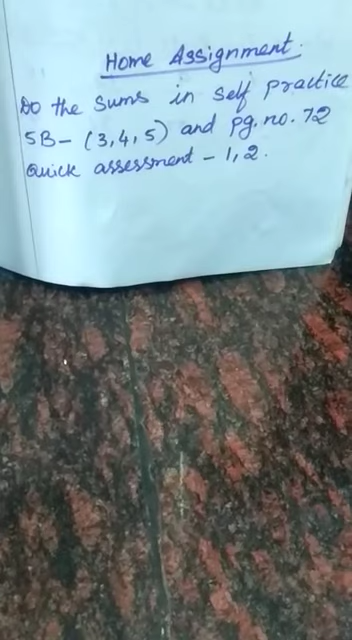 Home Assignment.
Do the sums in self practice
5B- (3,4,5) and pg. no. 72
Quick assessment - 1,2.